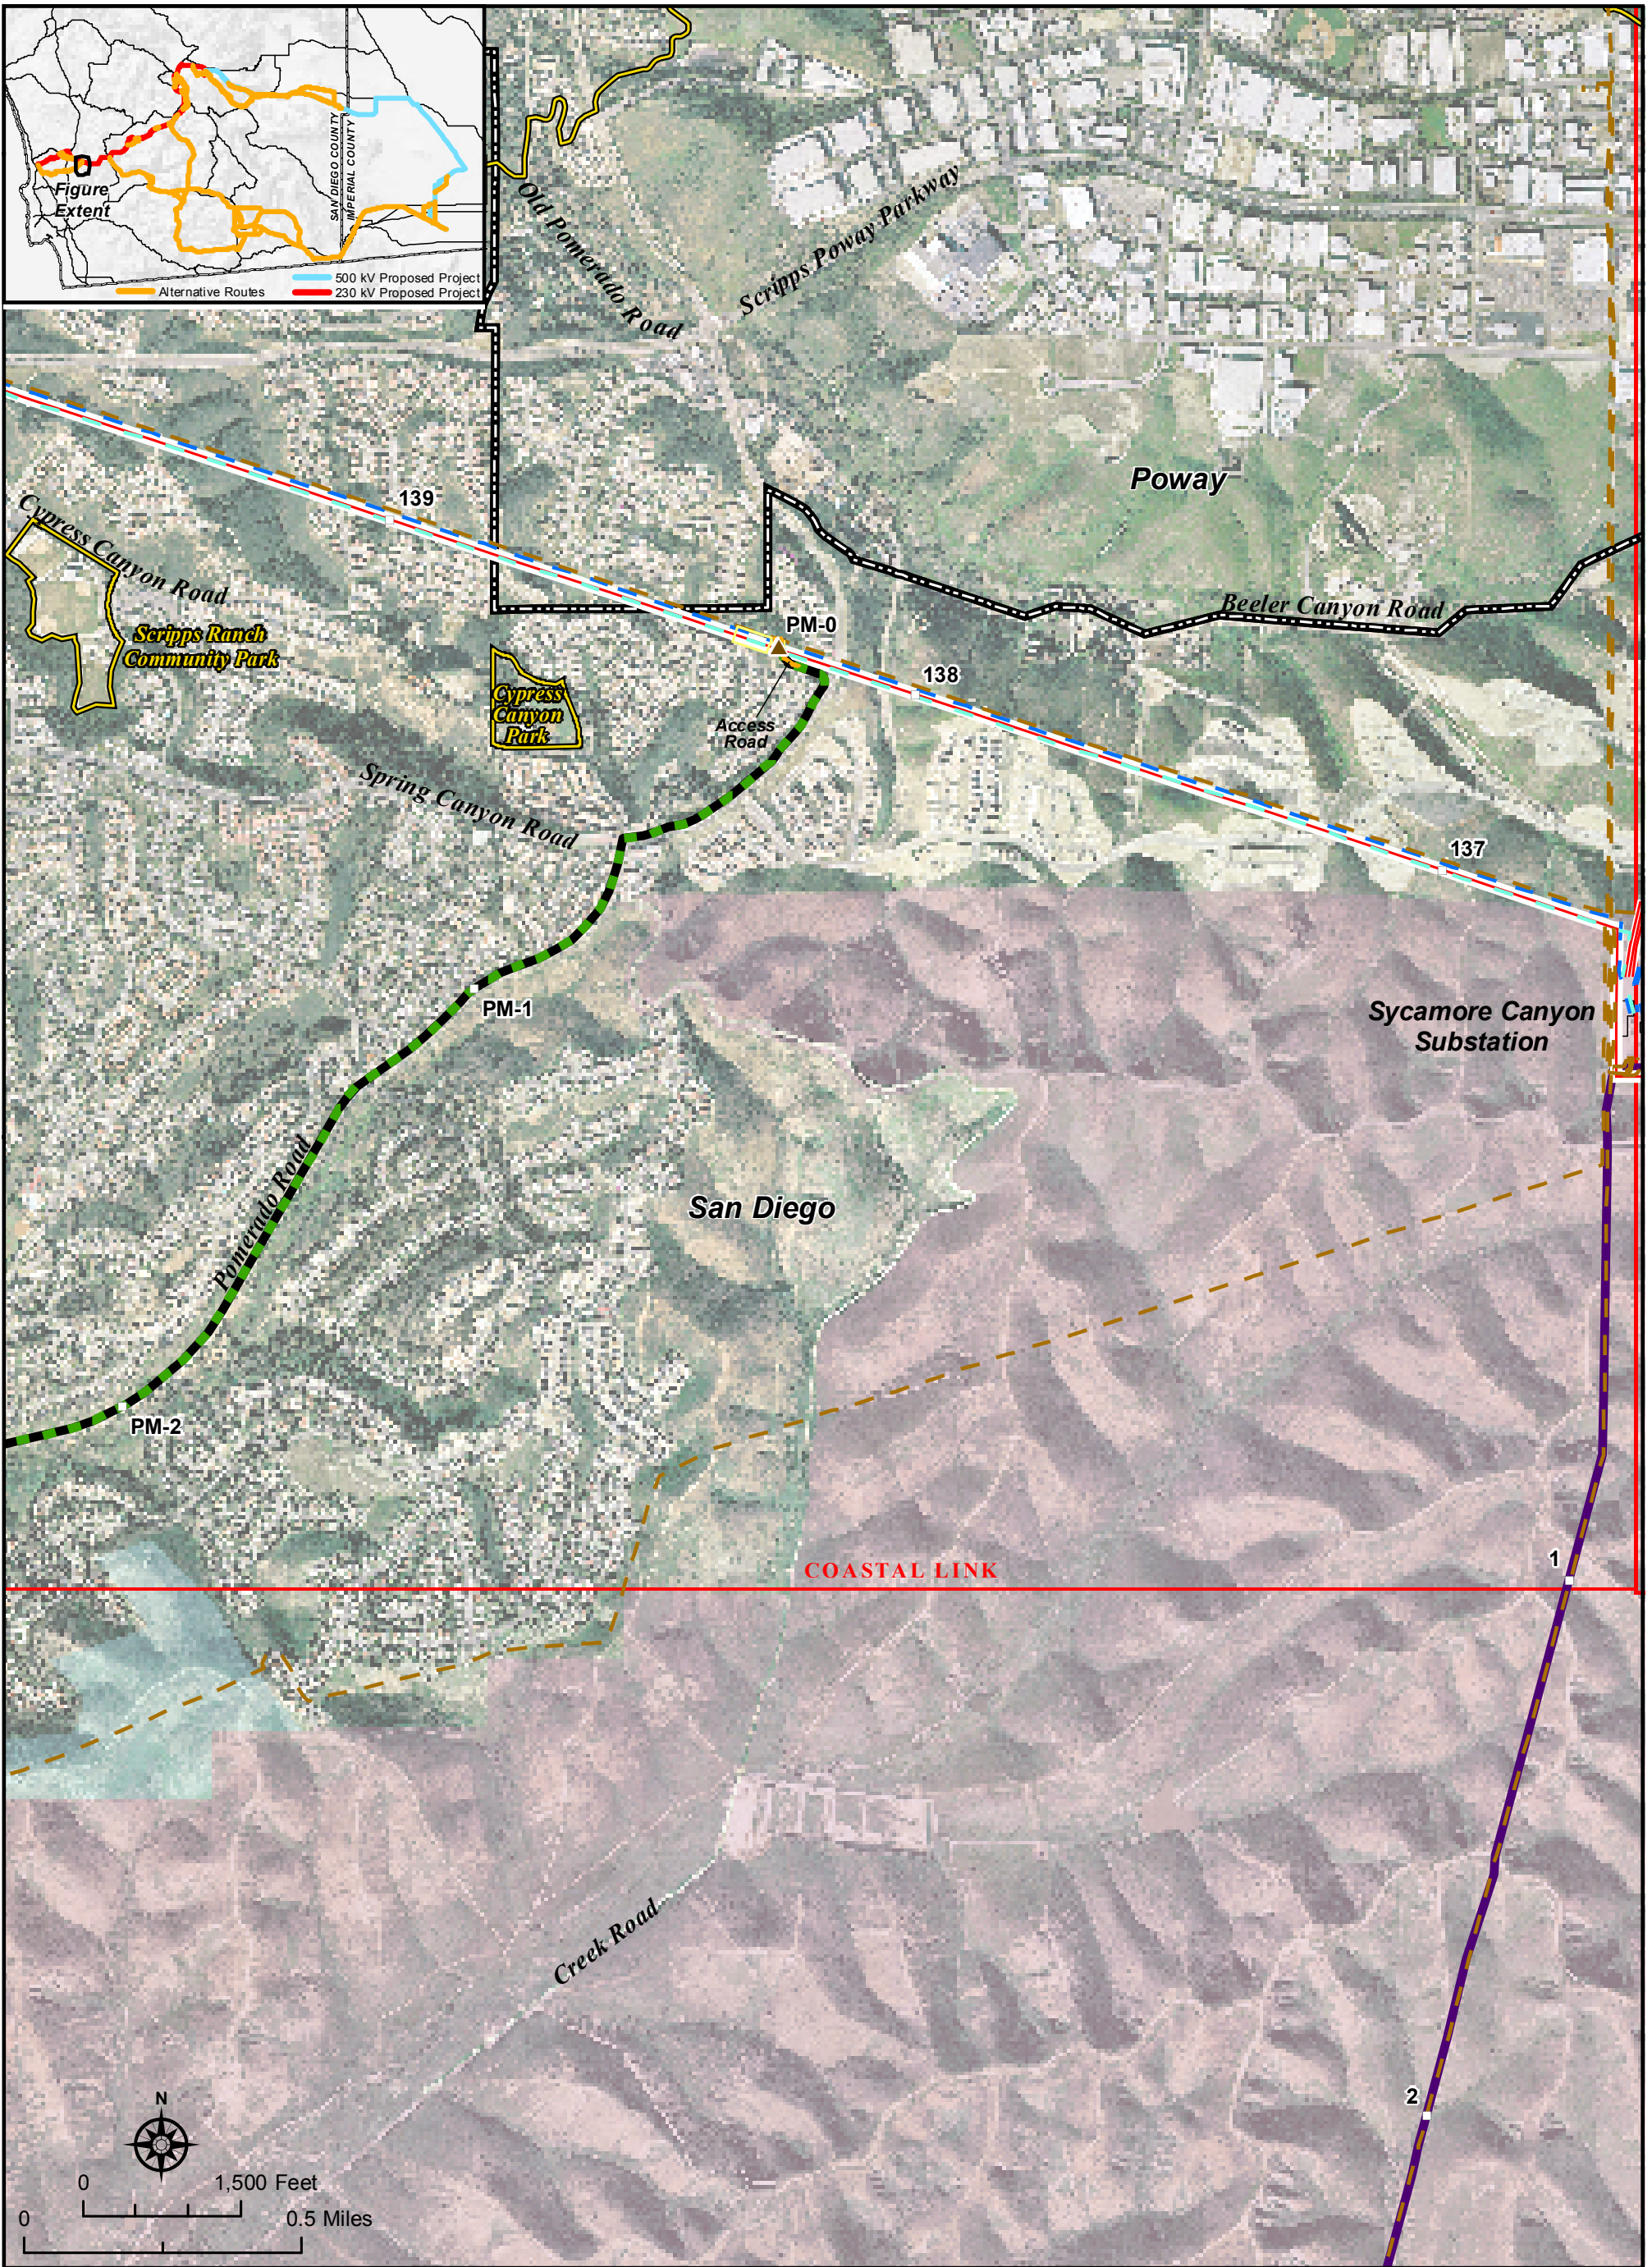 SAN DIEGO COUNTY
IMPERIAL COUNTY
Figure
Extent
500 kV Proposed Project
Alternative Routes
230 kV Proposed Project
Old Pomerado Road
Scripps Poway Parkway
Poway
139
Cypress Canyon Road
Beeler Canyon Road
PM-0
Scripps Ranch
Community Park
138
Cypress
Canyon
Park
Access
Road
Spring Canyon Road
137
PM-1
Sycamore Canyon
Substation
Pomerado Road
San Diego
PM-2
1
COASTAL LINK
Creek Road
2
N
0 1,500 Feet
0 0.5 Miles